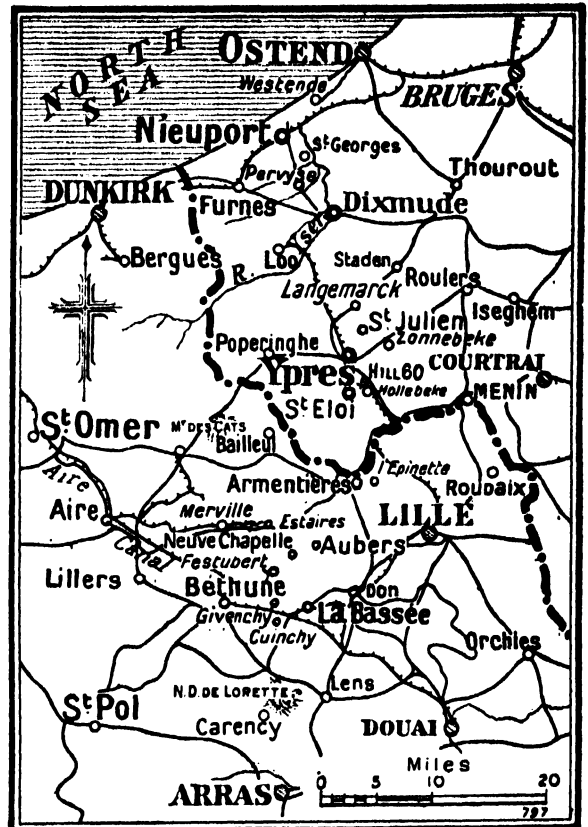 NORTH
SEA
OSTEND
Westende
BRUGES
Nieuport
St Georges
Pervyse
Thourout
DUNKIRK
Furnes
Dixmude
Yser
Bergues
Loo
Staden
R.
Roulers
Langemarck
Iseghem
St Julien
Zonnebeke
Poperinghe
COURTRAI
Ypres
HILL 60
Hollebeke
MENIN
St Eloi
St Omer
Mt DES CATS
Bailleul
l'Epinette
Aire
Armentières
Roubaix
Merville
Aire
Estaires
LILLE
Neuve Chapelle
Aubers
Canal
Festubert
Lillers
Bethune
Don
Givenchy
La Bassée
Cuinchy
Orchies
N.D. DE LORETTE
Lens
St Pol
Carency
DOUAI
Miles
ARRAS
0 10 20
797